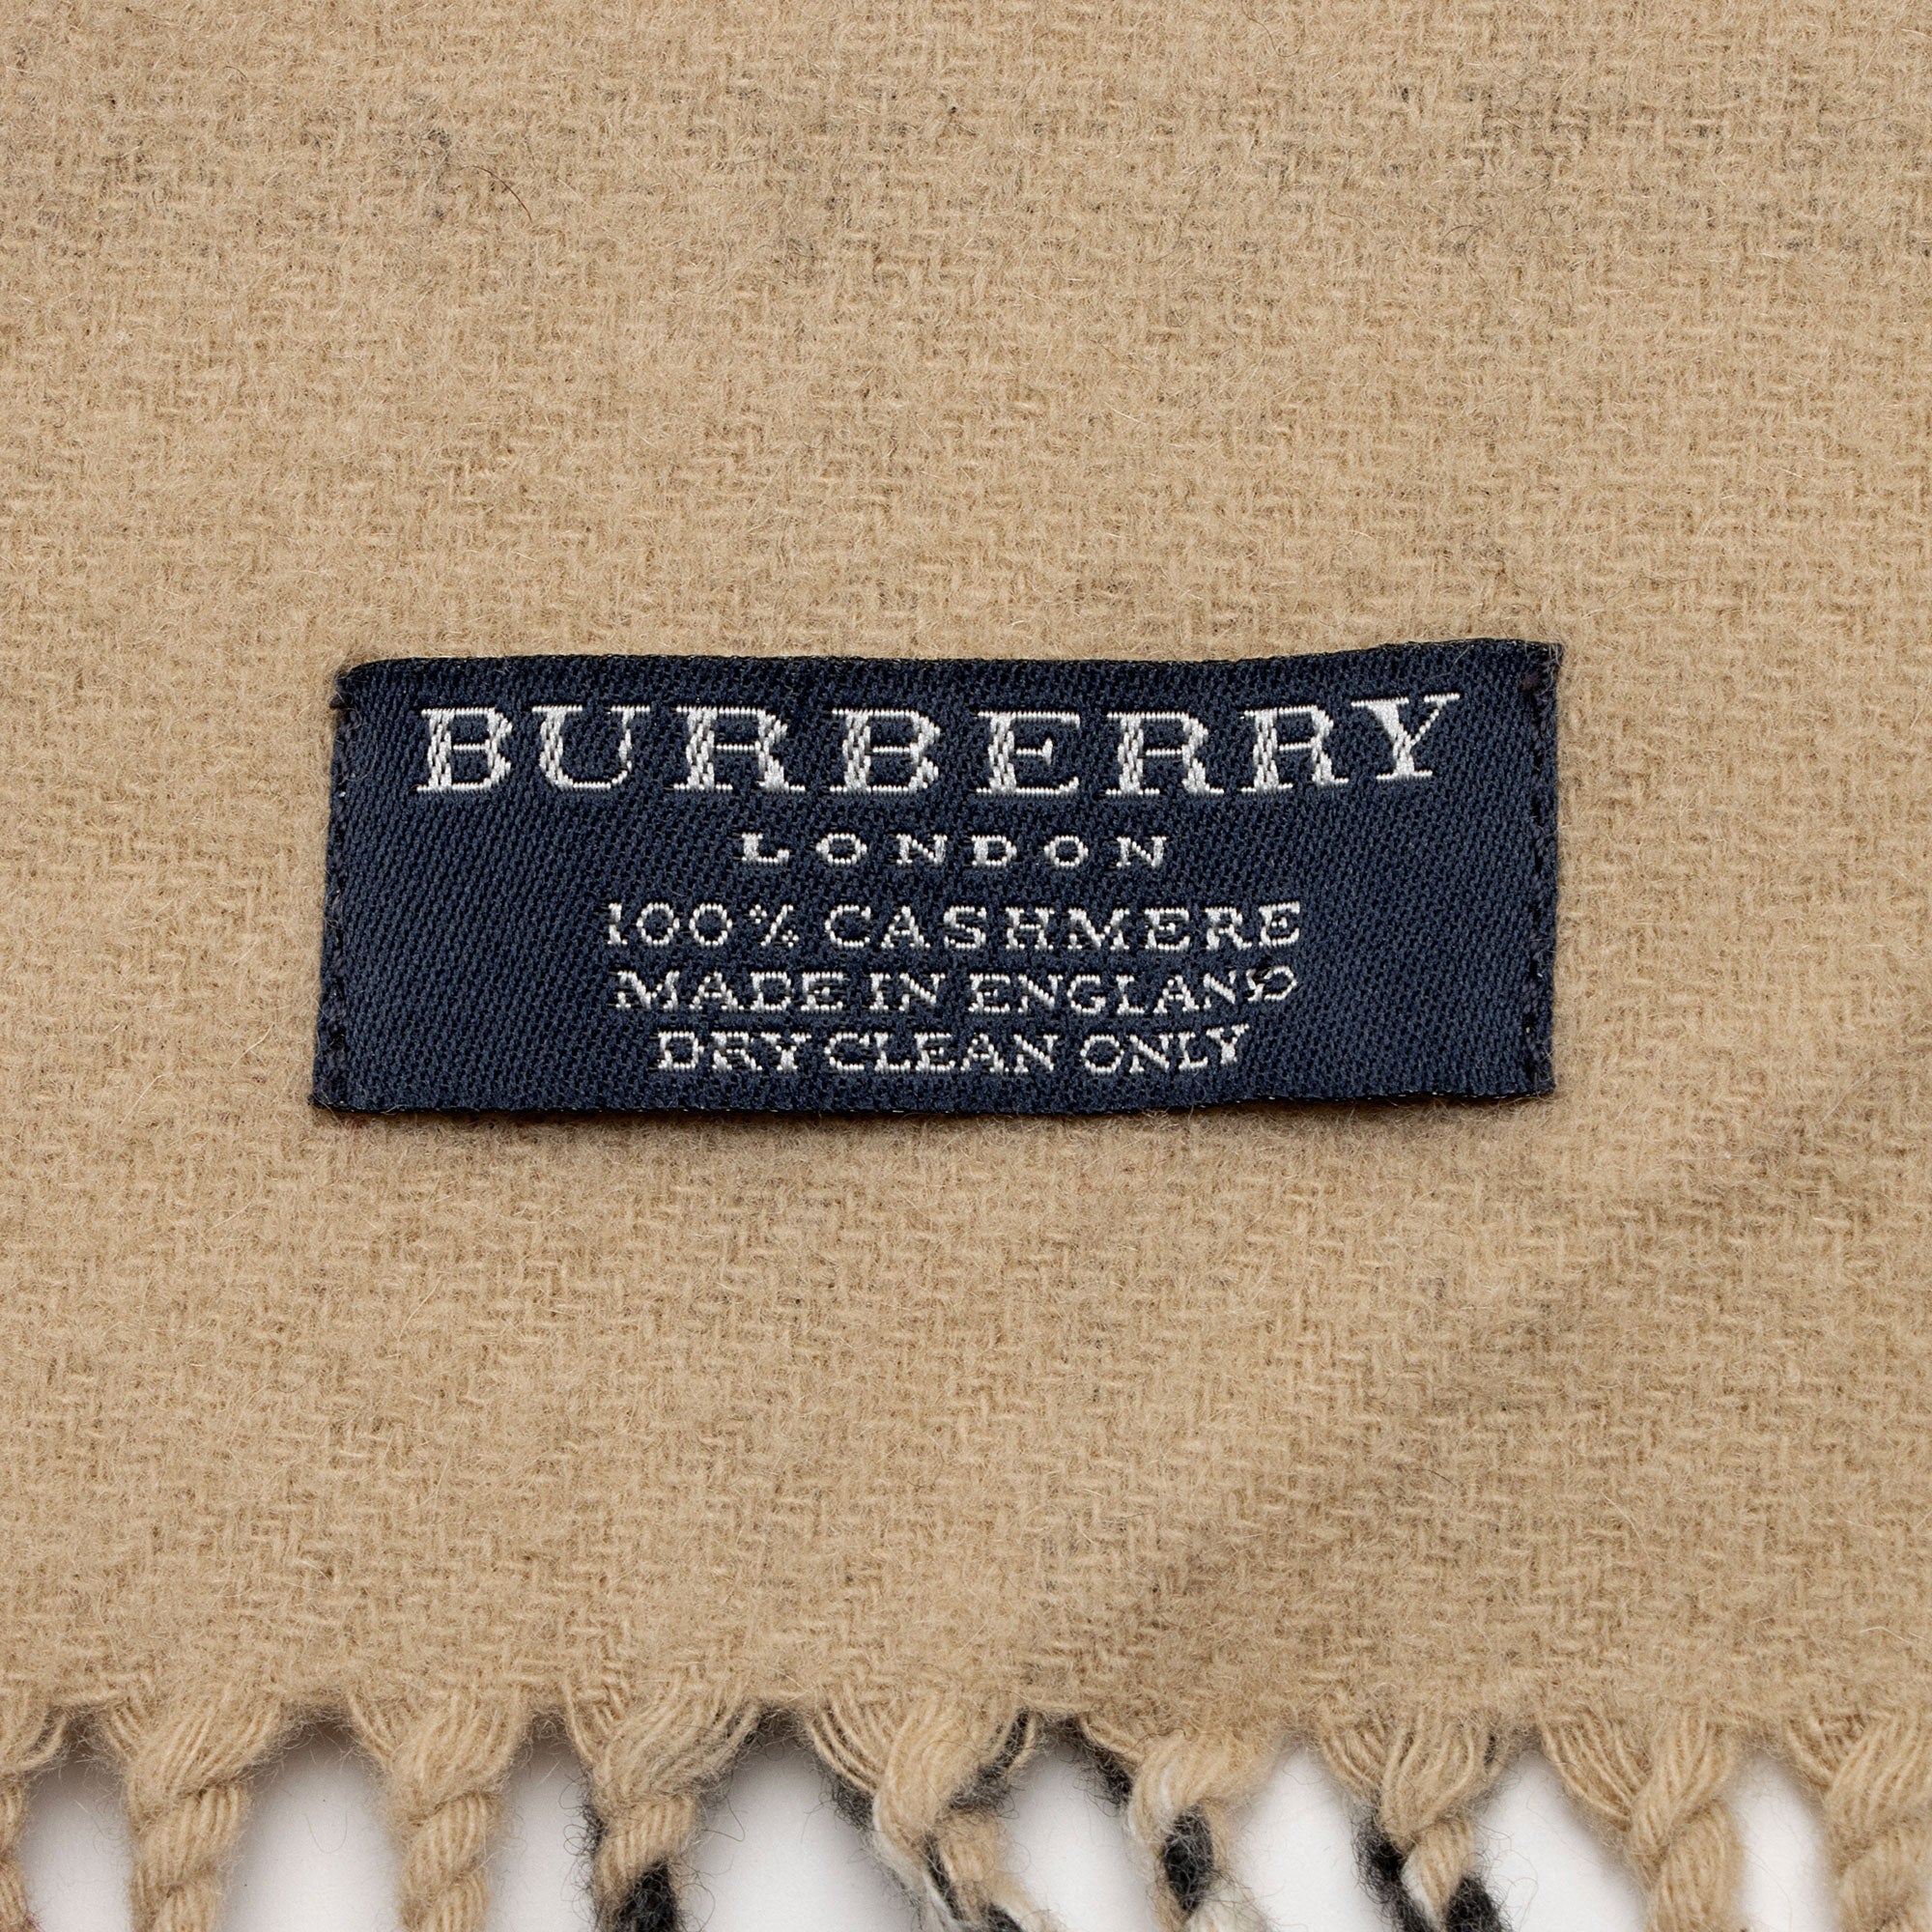 BURBERRY
LONDON
100% CASHMERE
MADE IN ENGLAND
DRY CLEAN ONLY